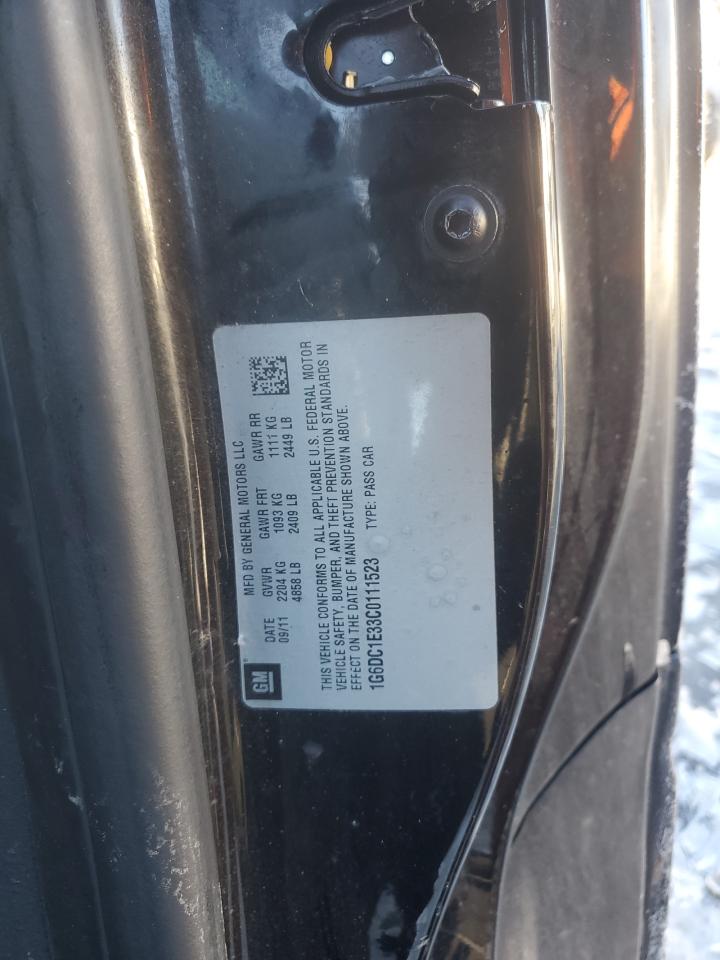 GM
MFD BY GENERAL MOTORS LLC
DATE GVWR GAWR FRT GAWR RR
09/11 2204 KG 1093 KG 1111 KG
4858 LB 2409 LB 2449 LB
THIS VEHICLE CONFORMS TO ALL APPLICABLE U.S. FEDERAL MOTOR
VEHICLE SAFETY, BUMPER, AND THEFT PREVENTION STANDARDS IN
EFFECT ON THE DATE OF MANUFACTURE SHOWN ABOVE.
1G6DC1E33C0111523 TYPE: PASS CAR